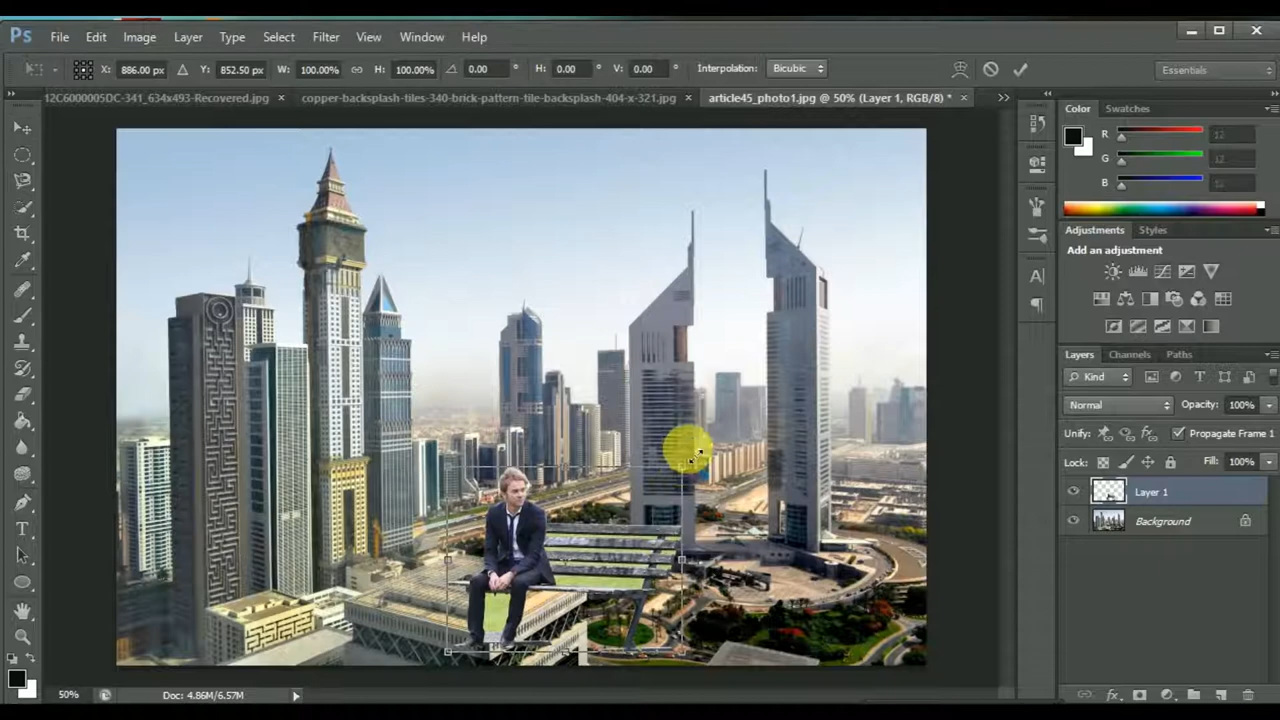 Ps File Edit Image Layer Type Select Filter View Window Help
X: 886.00 px Y: 852.50 px W: 100.00% H: 100.00% 0.00 ° H: 0.00 ° V: 0.00 ° Interpolation: Bicubic Essentials
12C6000005DC-341_634x493-Recovered.jpg × copper-backsplash-tiles-340-brick-pattern-tile-backsplash-404-x-321.jpg × article45_photo1.jpg @ 50% (Layer 1, RGB/8) * ×
Color Swatches
R 12
G 12
B 12
Adjustments Styles
Add an adjustment
Layers Channels Paths
Kind
Normal Opacity: 100%
Unify: Propagate Frame 1
Lock: Fill: 100%
Layer 1
Background
50% Doc: 4.86M/6.57M